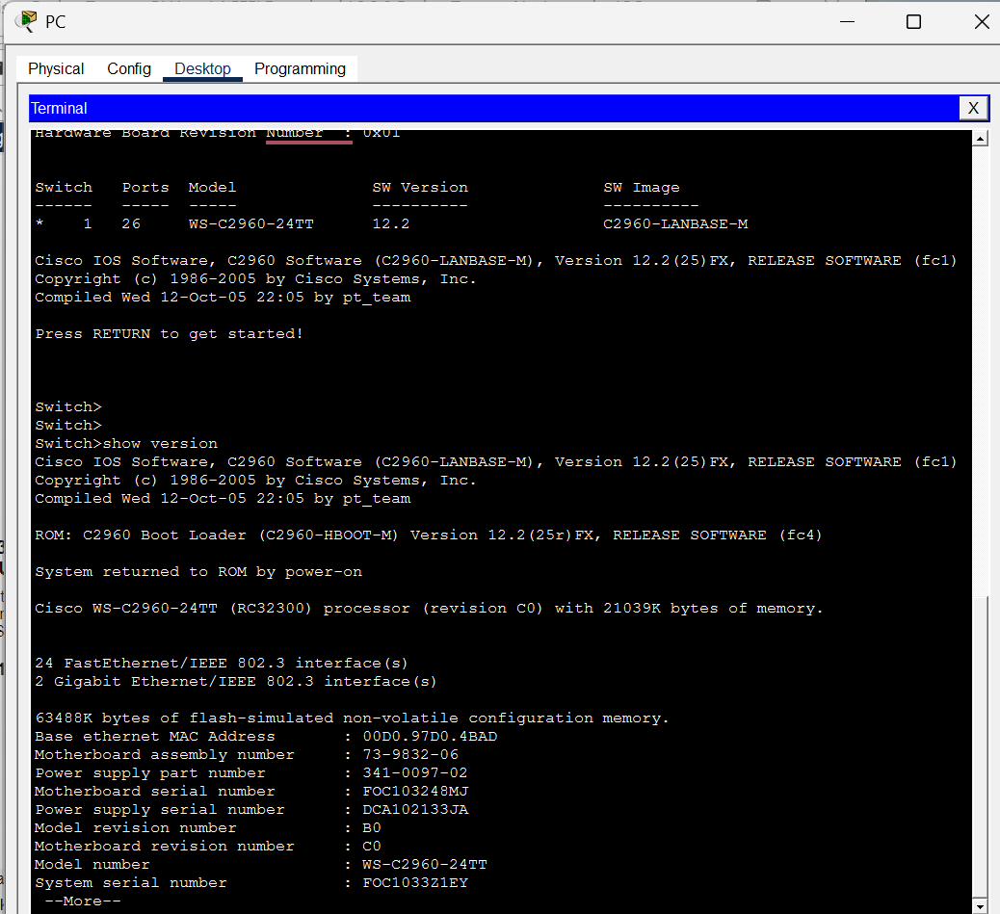 PC
Physical Config Desktop Programming
Terminal X
Hardware Board Revision Number : 0x01
Switch Ports Model SW Version SW Image
------ ----- ----- ---------- ----------
* 1 26 WS-C2960-24TT 12.2 C2960-LANBASE-M
Cisco IOS Software, C2960 Software (C2960-LANBASE-M), Version 12.2(25)FX, RELEASE SOFTWARE (fc1)
Copyright (c) 1986-2005 by Cisco Systems, Inc.
Compiled Wed 12-Oct-05 22:05 by pt_team
Press RETURN to get started!
Switch>
Switch>
Switch>show version
Cisco IOS Software, C2960 Software (C2960-LANBASE-M), Version 12.2(25)FX, RELEASE SOFTWARE (fc1)
Copyright (c) 1986-2005 by Cisco Systems, Inc.
Compiled Wed 12-Oct-05 22:05 by pt_team
ROM: C2960 Boot Loader (C2960-HBOOT-M) Version 12.2(25r)FX, RELEASE SOFTWARE (fc4)
System returned to ROM by power-on
Cisco WS-C2960-24TT (RC32300) processor (revision C0) with 21039K bytes of memory.
24 FastEthernet/IEEE 802.3 interface(s)
2 Gigabit Ethernet/IEEE 802.3 interface(s)
63488K bytes of flash-simulated non-volatile configuration memory.
Base ethernet MAC Address : 00D0.97D0.4BAD
Motherboard assembly number : 73-9832-06
Power supply part number : 341-0097-02
Motherboard serial number : FOC103248MJ
Power supply serial number : DCA102133JA
Model revision number : B0
Motherboard revision number : C0
Model number : WS-C2960-24TT
System serial number : FOC1033Z1EY
--More--